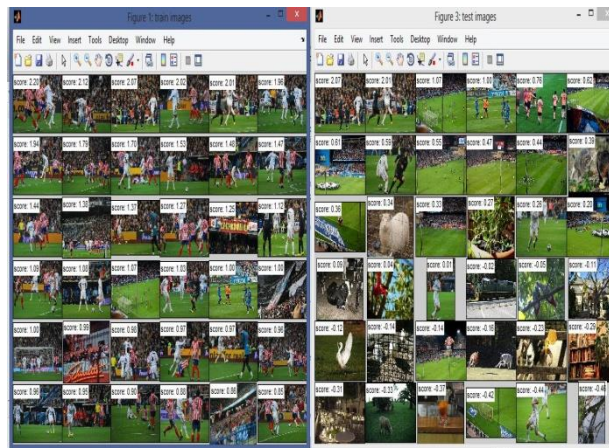 Figure 1: train images
File Edit View Insert Tools Desktop Window Help
score: 2.20 score: 2.12 score: 2.07 score: 2.02 score: 2.01 score: 1.96
score: 1.94 score: 1.79 score: 1.70 score: 1.53 score: 1.48 score: 1.47
score: 1.44 score: 1.38 score: 1.37 score: 1.27 score: 1.25 score: 1.12
score: 1.09 score: 1.08 score: 1.07 score: 1.03 score: 1.00 score: 1.00
score: 1.00 score: 0.99 score: 0.98 score: 0.97 score: 0.97 score: 0.96
score: 0.96 score: 0.95 score: 0.90 score: 0.88 score: 0.86 score: 0.85
Figure 3: test images
File Edit View Insert Tools Desktop Window Help
score: 2.07 score: 2.01 score: 1.07 score: 1.00 score: 0.76 score: 0.62
score: 0.61 score: 0.59 score: 0.55 score: 0.47 score: 0.44 score: 0.39
score: 0.36 score: 0.34 score: 0.33 score: 0.27 score: 0.26 score: 0.20
score: 0.09 score: 0.04 score: 0.01 score: -0.02 score: -0.05 score: -0.11
score: -0.12 score: -0.14 score: -0.14 score: -0.16 score: -0.23 score: -0.29
score: -0.31 score: -0.33 score: -0.37 score: -0.42 score: -0.44 score: -0.46